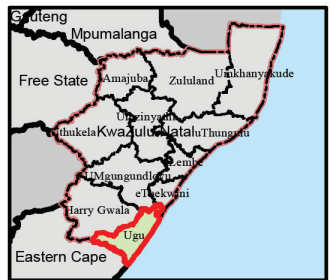 Gauteng
Mpumalanga
Free State
Amajuba
Zululand
Umkhanyakude
Umzinyathi
Uthukela
KwaZulu-Natal
uThungulu
iLembe
UMgungundlovu
eThekwini
Harry Gwala
Ugu
Eastern Cape